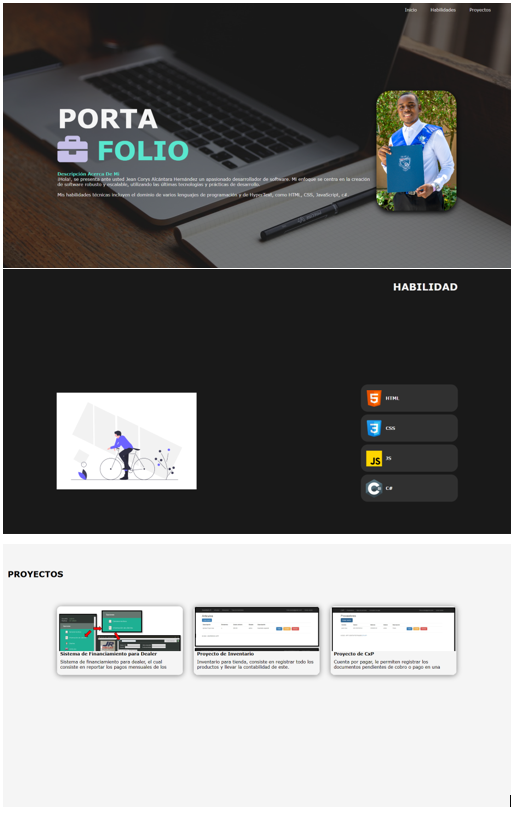 Inicio Habilidades Proyectos
PORTA
FOLIO
Descripción Acerca De Mi
¡Hola!, se presenta ante usted Jean Corys Alcántara Hernández un apasionado desarrollador de software. Mi enfoque se centra en la creación
de software robusto y escalable, utilizando las últimas tecnologías y prácticas de desarrollo.
Mis habilidades técnicas incluyen el dominio de varios lenguajes de programación y de HyperText, como HTML, CSS, JavaScript, c#
HABILIDAD
HTML
CSS
JS
C#
PROYECTOS
Sistema de Financiamiento para Dealer
Sistema de financiamiento para dealer, el cual
consiste en reportar los pagos mensuales de los
Proyecto de Inventario
Inventario para tienda, consiste en registrar todo los
productos y llevar la contabilidad de este.
Proyecto de CxP
Cuenta por pagar, le permiten registrar los
documentos pendientes de cobro o pago en una